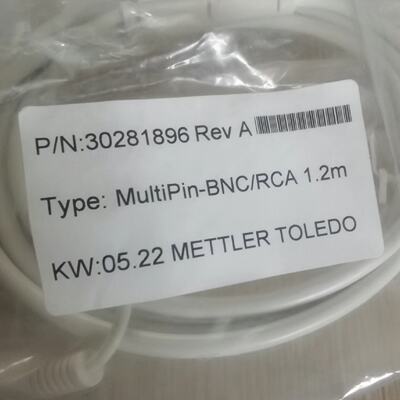 P/N:30281896 Rev A
Type: MultiPin-BNC/RCA 1.2m
KW:05.22 METTLER TOLEDO